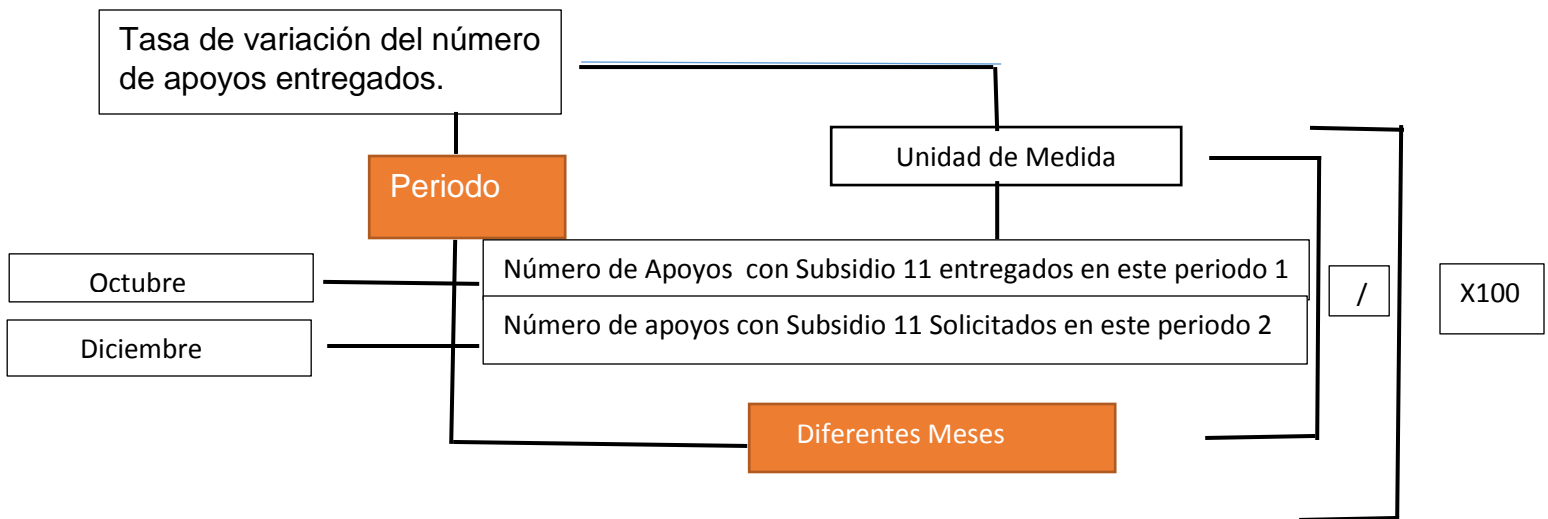 Tasa de variación del número
de apoyos entregados.
Unidad de Medida
Periodo
Octubre
Número de Apoyos con Subsidio 11 entregados en este periodo 1
/
X100
Diciembre
Número de apoyos con Subsidio 11 Solicitados en este periodo 2
Diferentes Meses